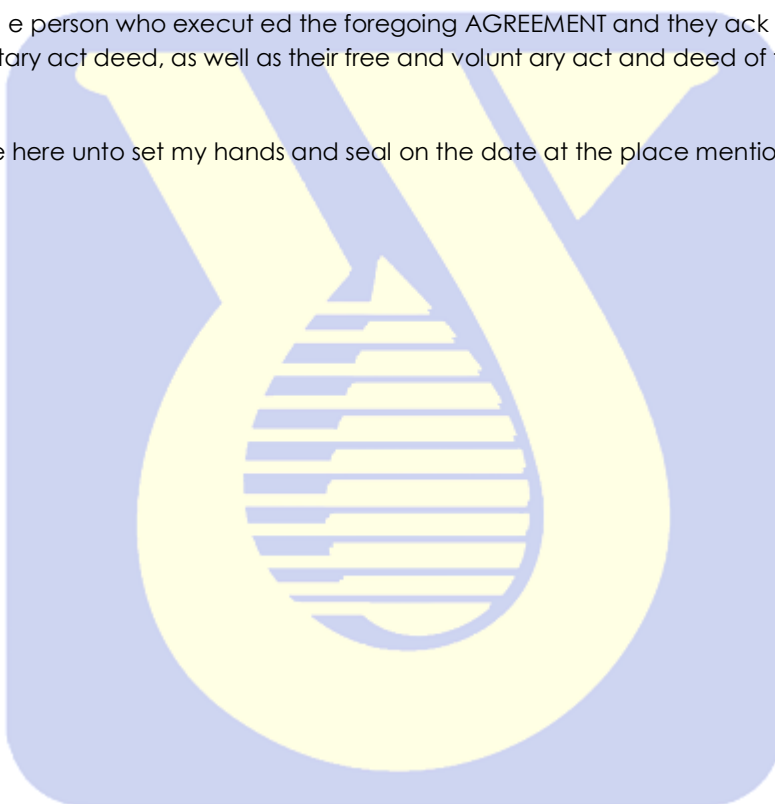 e person who execut ed the foregoing AGREEMENT and they ack
tary act deed, as well as their free and volunt ary act and deed of
e here unto set my hands and seal on the date at the place mentio